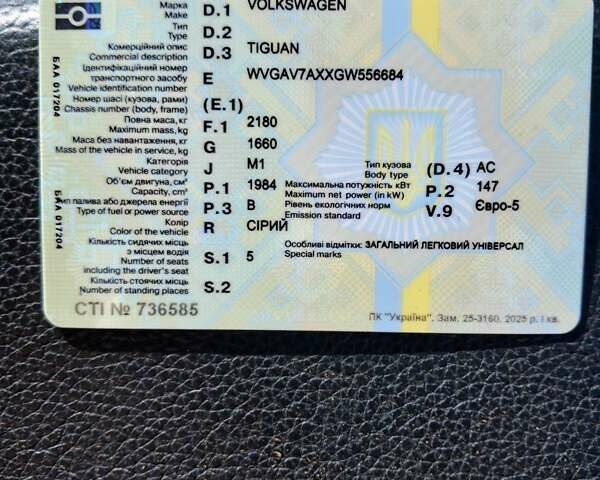 Марка D.1 VOLKSWAGEN
Make
Тип D.2
Type
Комерційний опис D.3 TIGUAN
Commercial description
Ідентифікаційний номер
транспортного засобу E WVGAV7AXXGW556684
Vehicle identification number
Номер шасі (кузова, рами) (E.1)
Chassis number (body, frame)
Повна маса, кг F.1 2180
Maximum mass, kg
Маса без навантаження, кг G 1660
Mass of the vehicle in service, kg
Категорія J M1 Тип кузова (D.4) АС
Vehicle category Body type
Об'єм двигуна, см³ P.1 1984 Максимальна потужність кВт P.2 147
Capacity, cm³ Maximum net power (in kW)
Тип палива або джерела енергії P.3 В Рівень екологічних норм V.9 Євро-5
Type of fuel or power source Emission standard
Колір R СІРИЙ
Color of the vehicle
Кількість сидячих місць Особливі відмітки: ЗАГАЛЬНИЙ ЛЕГКОВИЙ УНІВЕРСАЛ
з місцем водія S.1 5 Special marks
Number of seats
including the driver's seat
Кількість стоячих місць S.2
Number of standing places
СТІ № 736585
ПК "Україна". Зам. 25-3160. 2025 р. I кв.
БАА 017204
БАА 017204